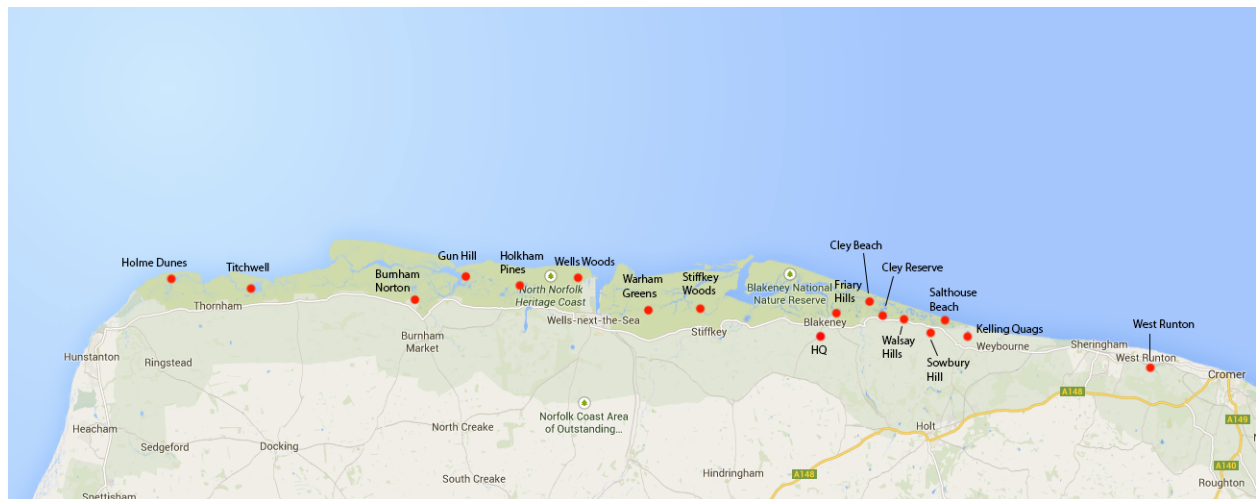 Cley Beach
Holme Dunes
Titchwell
Gun Hill
Holkham
Pines
Wells Woods
Cley Reserve
Burnham
Norton
Warham
Greens
Stiffkey
Woods
North Norfolk
Heritage Coast
Blakeney National
Nature Reserve
Friary
Hills
Salthouse
Beach
Thornham
Wells-next-the-Sea
Stiffkey
Blakeney
Kelling Quags
West Runton
Burnham
Market
HQ
Walsay
Hills
Sowbury
Hill
Weybourne
Sheringham
West Runton
Hunstanton
Ringstead
Cromer
A148
Norfolk Coast Area
of Outstanding...
A149
Heacham
Sedgeford
Docking
North Creake
Holt
South Creake
Hindringham
A148
A140
Roughton
Snettisham